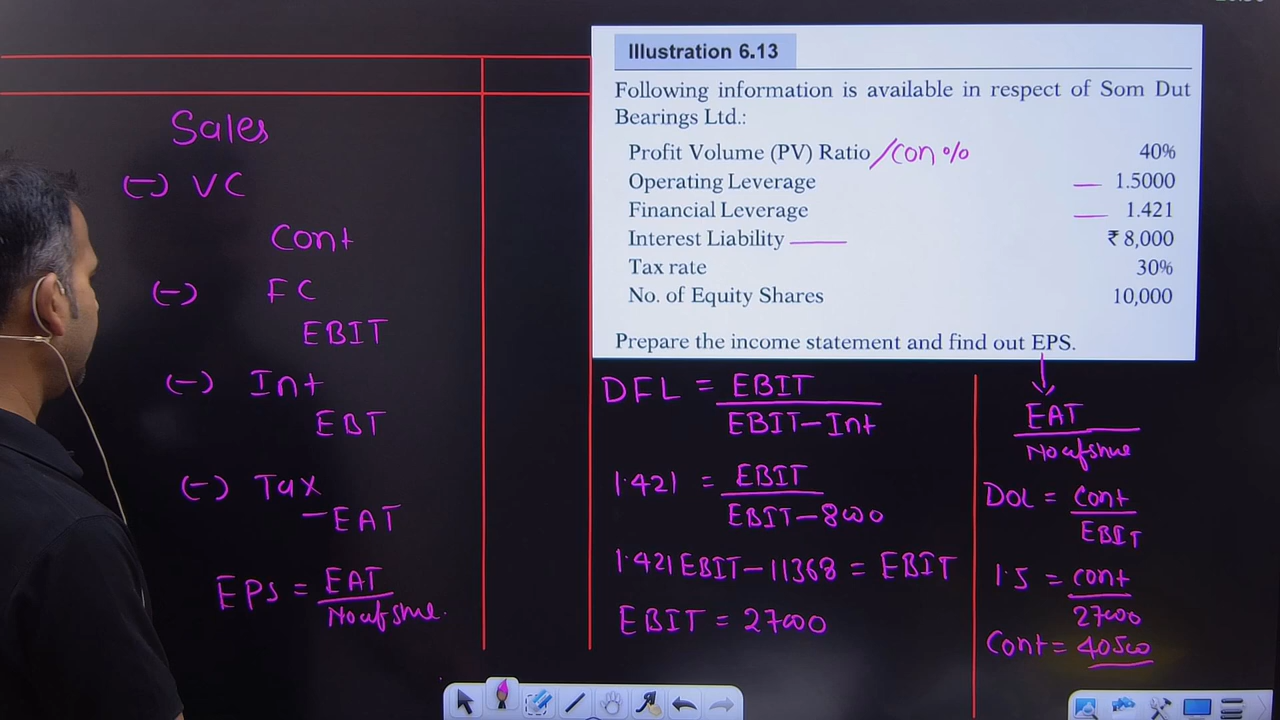 Sales
(-) VC
Cont
(-) FC
EBIT
(-) Int
EBT
(-) Tax
-EAT
EPS = EAT
No of shre.
Illustration 6.13
Following information is available in respect of Som Dut
Bearings Ltd.:
Profit Volume (PV) Ratio /con % 40%
Operating Leverage 1.5000
Financial Leverage 1.421
Interest Liability ₹ 8,000
Tax rate 30%
No. of Equity Shares 10,000
Prepare the income statement and find out EPS.
DFL = EBIT
EBIT-Int
1.421 = EBIT
EBIT-8000
1.421 EBIT-11368 = EBIT
EBIT = 27000
EAT
No of shre
DOL = Cont
EBIT
1.5 = cont
27000
Cont = 40500